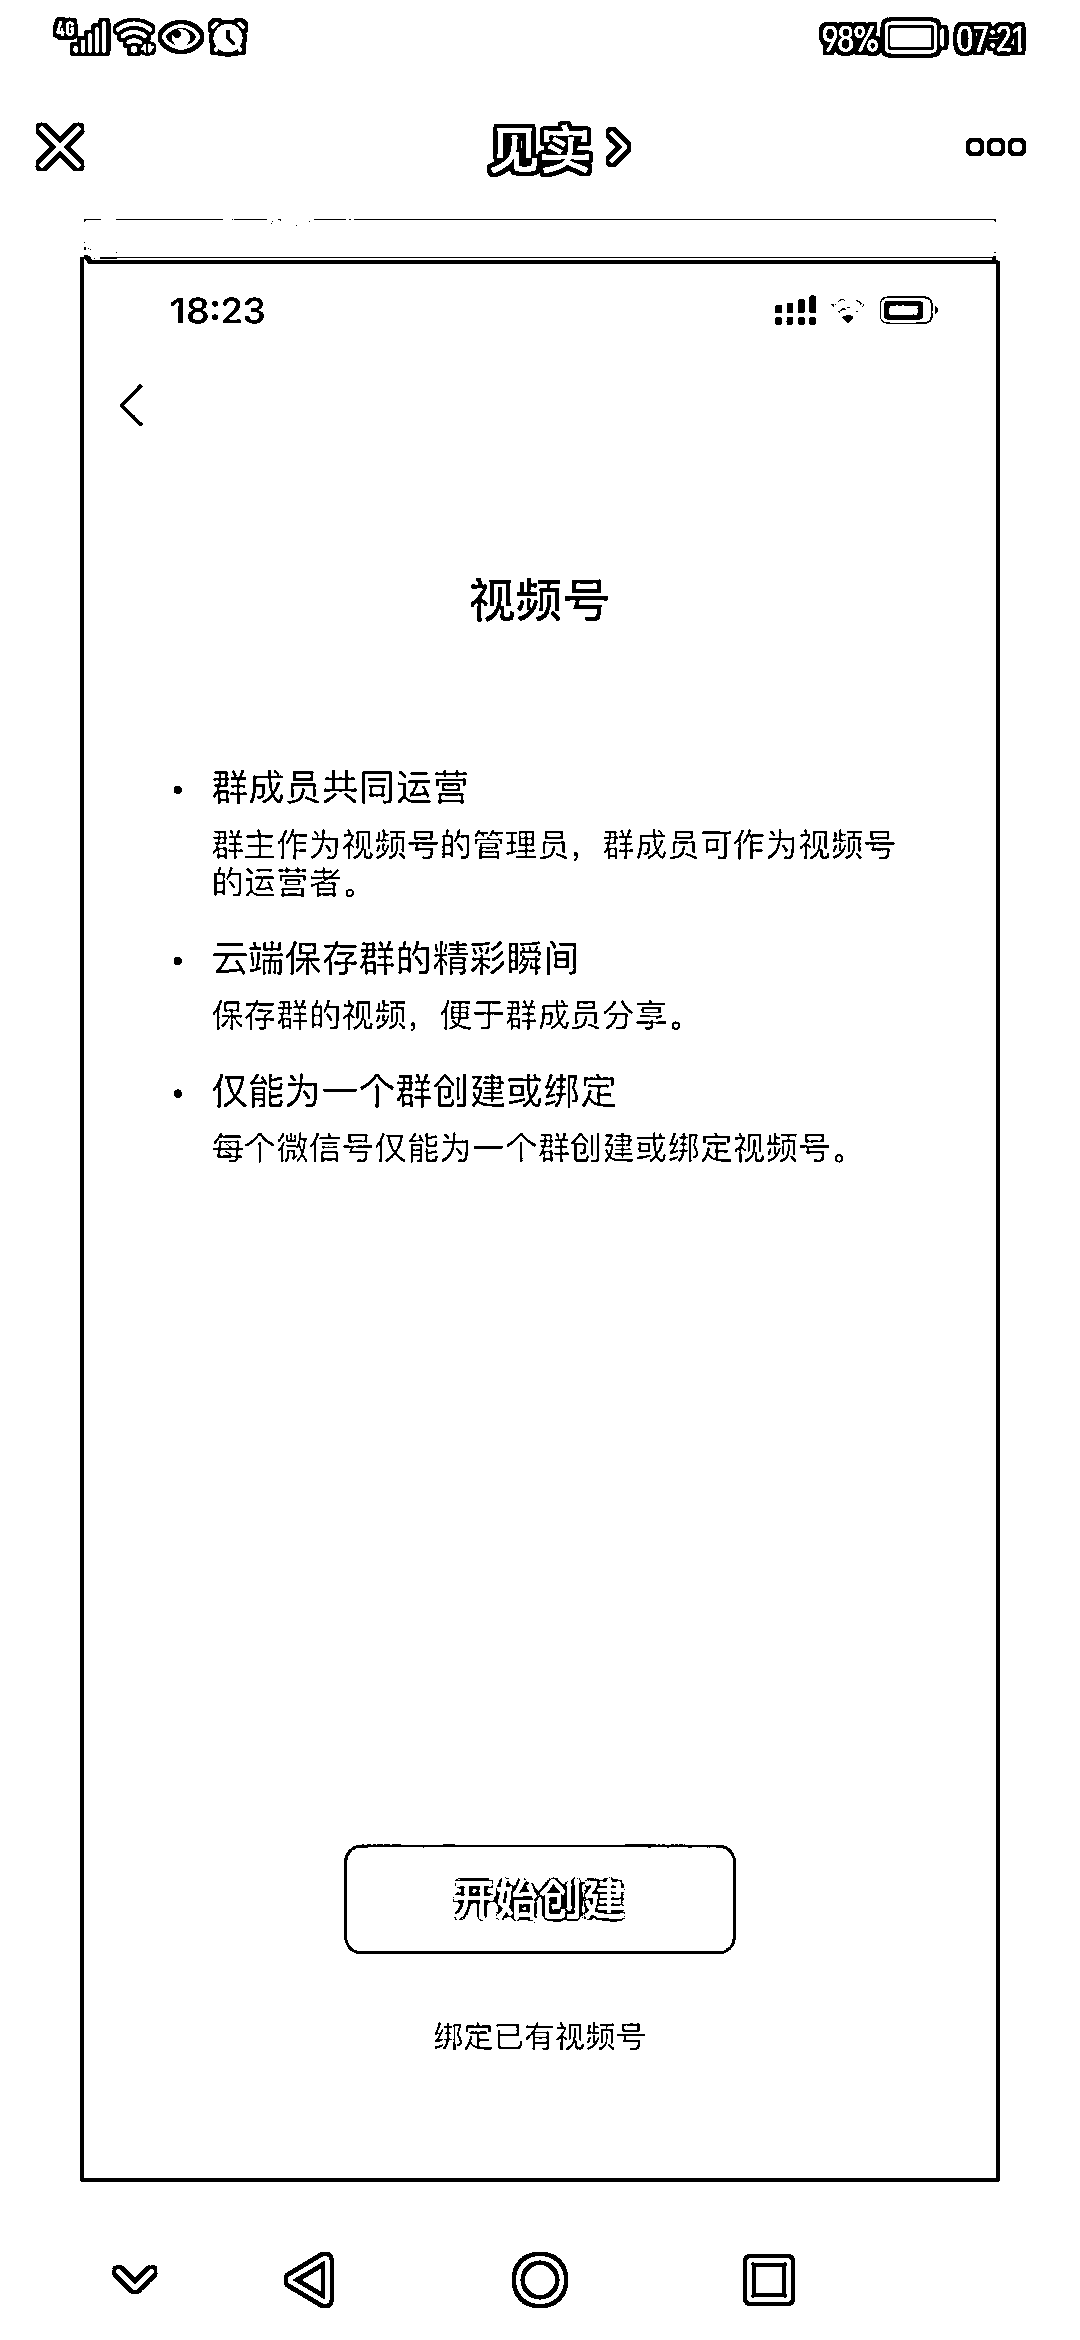 4G
98% 07:21
见实
18:23
视频号
· 群成员共同运营
群主作为视频号的管理员，群成员可作为视频号
的运营者。
· 云端保存群的精彩瞬间
保存群的视频，便于群成员分享。
· 仅能为一个群创建或绑定
每个微信号仅能为一个群创建或绑定视频号。
开始创建
绑定已有视频号